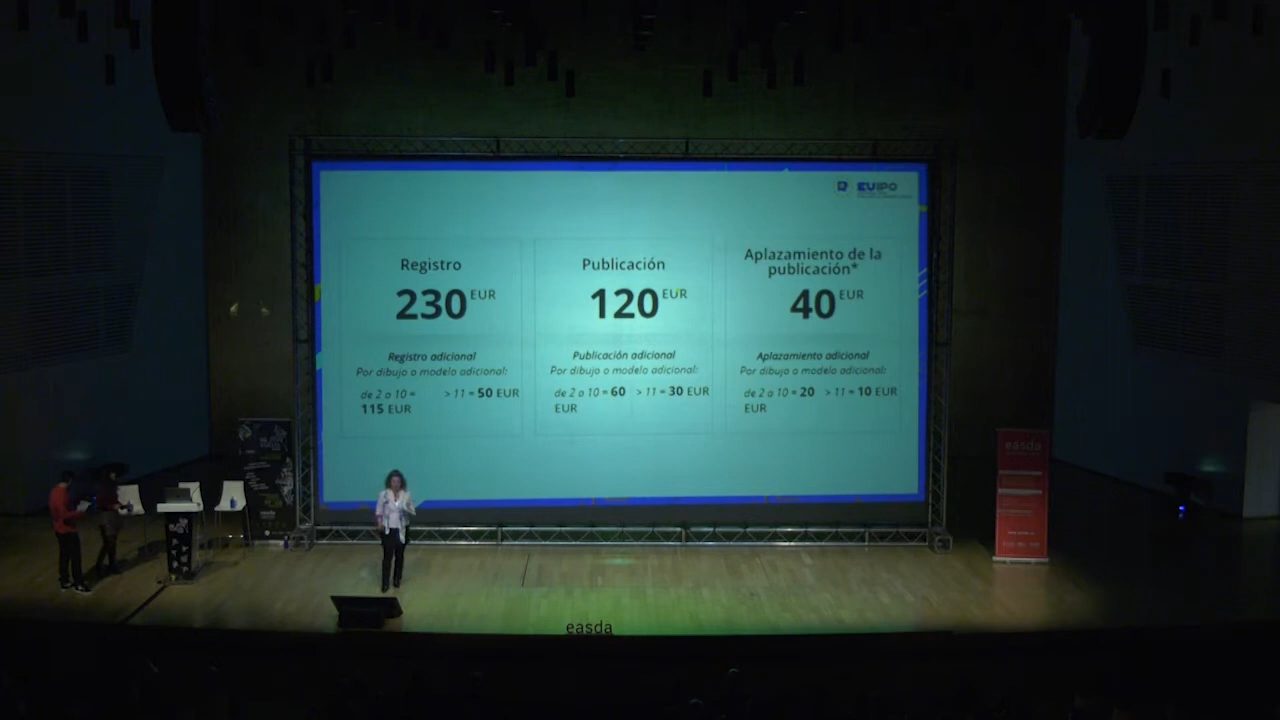 EUIPO
Registro
230 EUR
Registro adicional
Por dibujo o modelo adicional:
de 2 a 10 =
115 EUR
> 11 = 50 EUR
Publicación
120 EUR
Publicación adicional
Por dibujo o modelo adicional:
de 2 a 10 = 60
EUR
> 11 = 30 EUR
Aplazamiento de la
publicación*
40 EUR
Aplazamiento adicional
Por dibujo o modelo adicional:
de 2 a 10 = 20
EUR
> 11 = 10 EUR
easda
easda